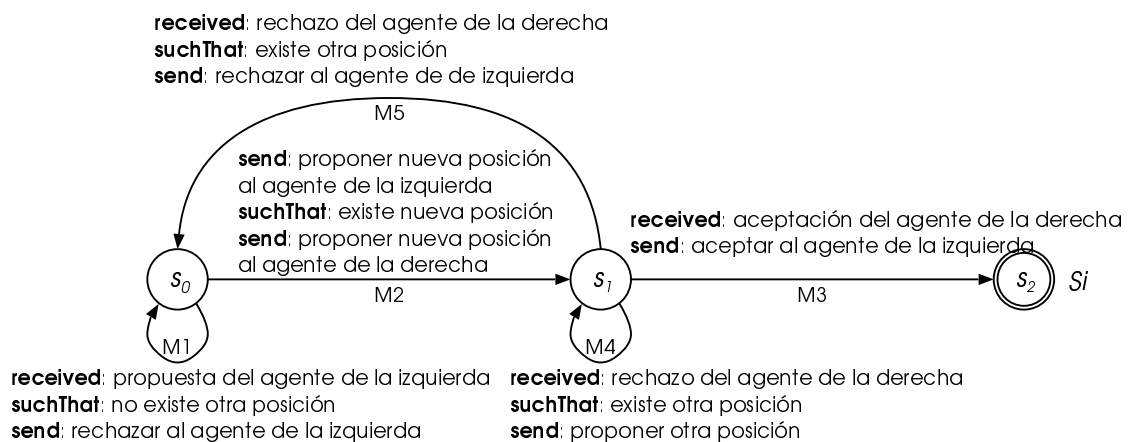 received: rechazo del agente de la derecha
suchThat: existe otra posición
send: rechazar al agente de de izquierda
M5
send: proponer nueva posición
al agente de la izquierda
suchThat: existe nueva posición
send: proponer nueva posición
al agente de la derecha
received: aceptación del agente de la derecha
send: aceptar al agente de la izquierda
s0
M2
s1
M3
s2
Si
M1
M4
received: propuesta del agente de la izquierda
suchThat: no existe otra posición
send: rechazar al agente de la izquierda
received: rechazo del agente de la derecha
suchThat: existe otra posición
send: proponer otra posición